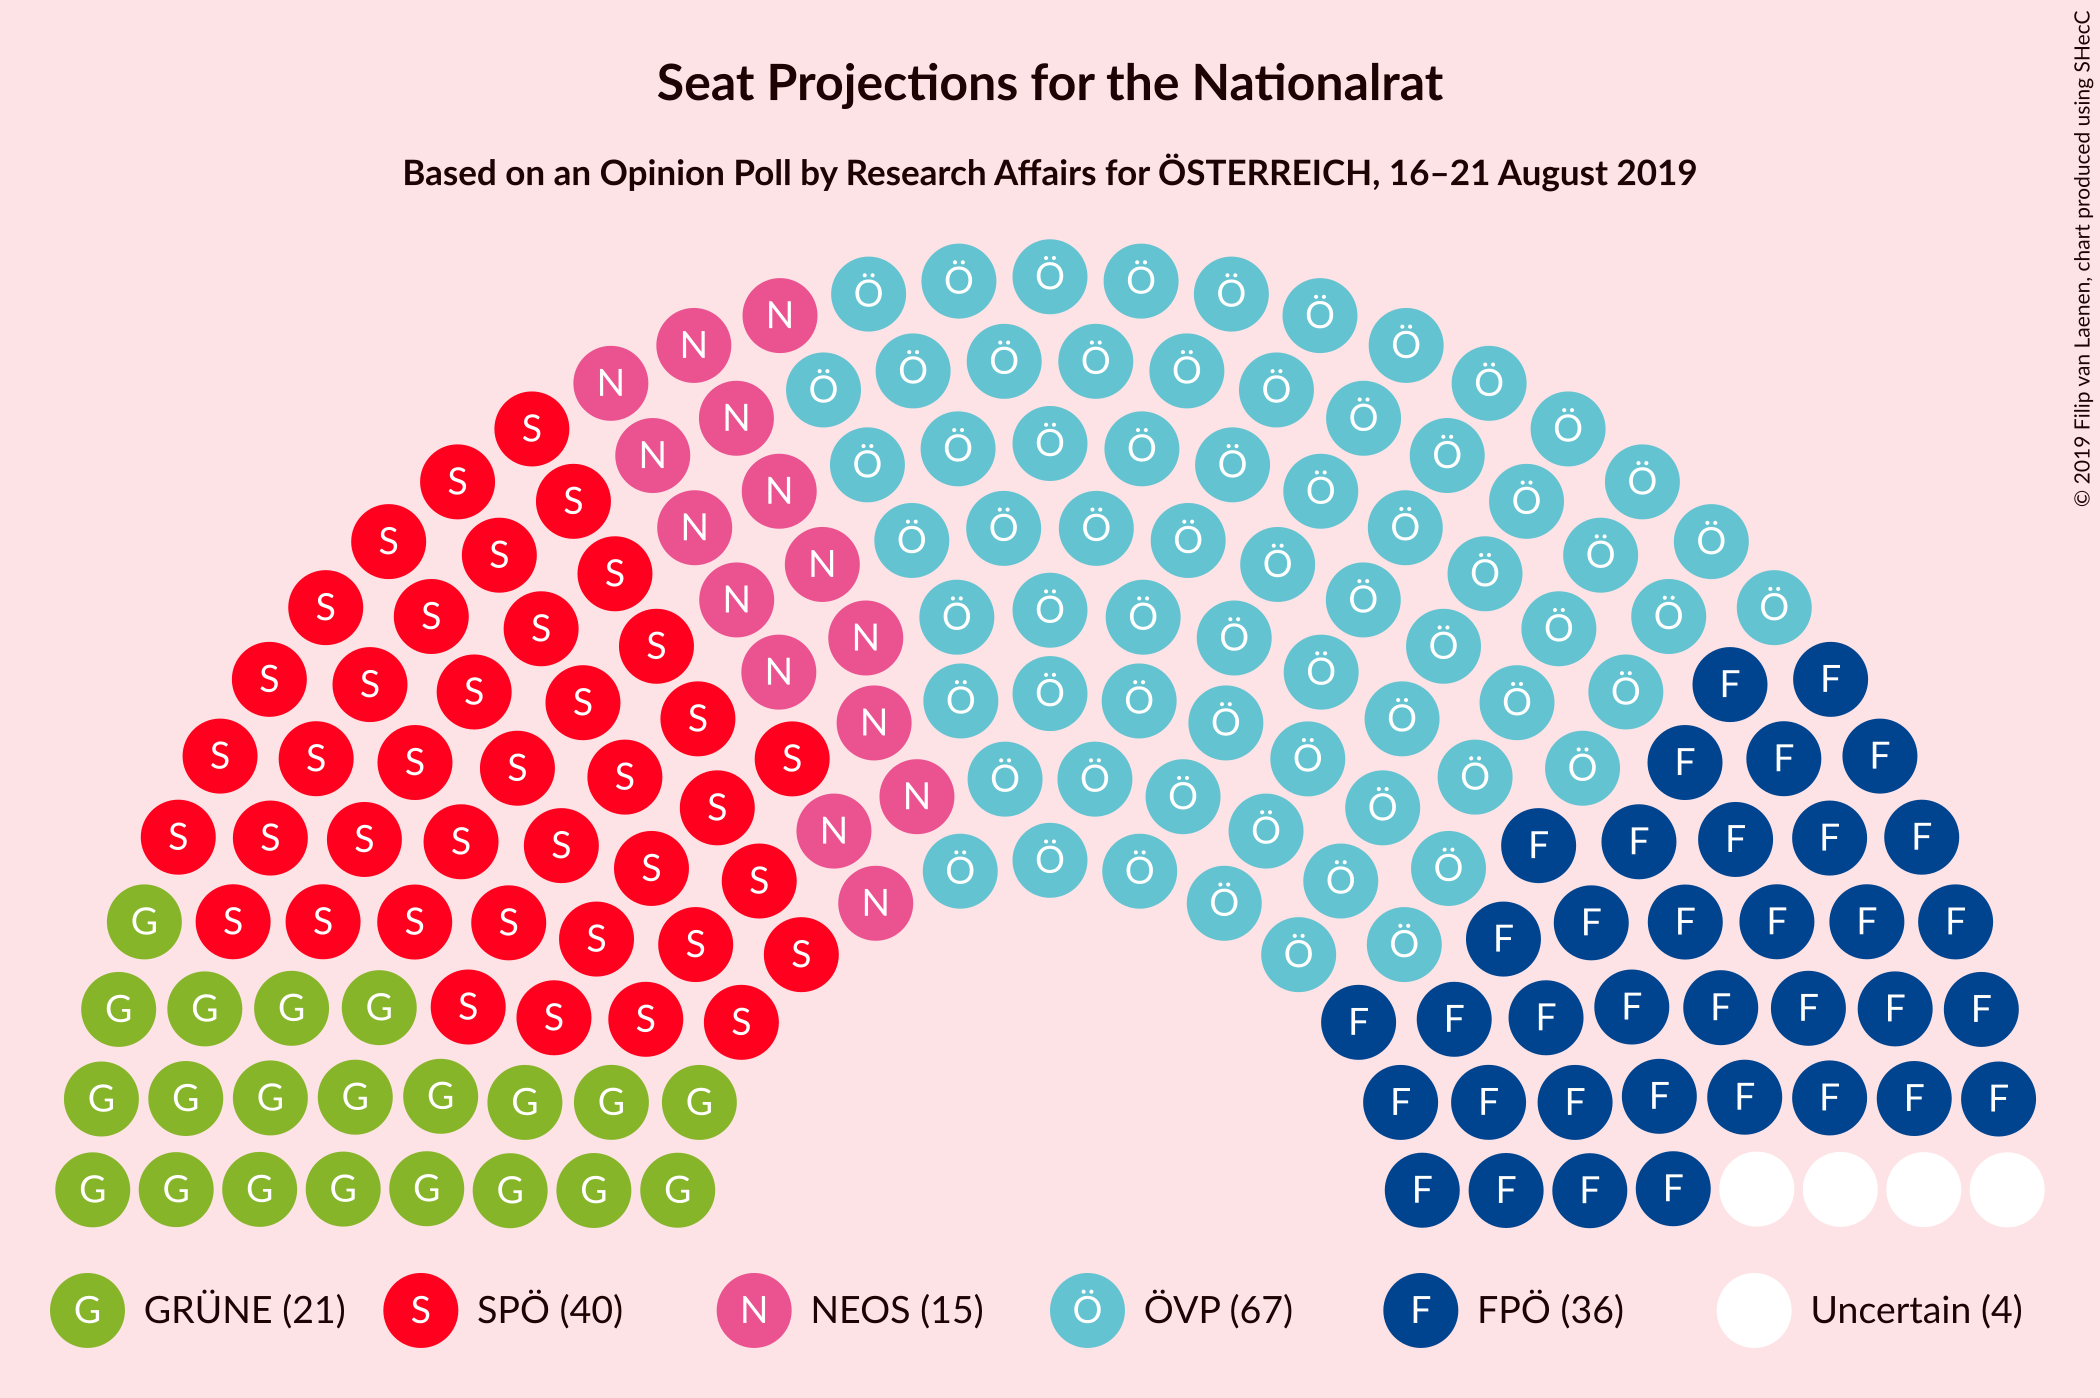 Seat Projections for the Nationalrat
Based on an Opinion Poll by Research Affairs for ÖSTERREICH, 16–21 August 2019
© 2019 Filip van Laenen, chart produced using SHecC
N Ö Ö Ö Ö Ö Ö
N N Ö Ö Ö Ö Ö Ö Ö Ö
S N N Ö Ö Ö Ö Ö Ö Ö Ö
S S N N Ö Ö Ö Ö Ö Ö Ö Ö
S S S N N Ö Ö Ö Ö Ö Ö Ö Ö
S S S S N N Ö Ö Ö Ö Ö Ö Ö Ö
S S S S S N N Ö Ö Ö Ö Ö Ö Ö Ö F F
S S S S S S S N Ö Ö Ö Ö Ö Ö Ö F F F
S S S S S S S N Ö Ö Ö Ö Ö Ö F F F F F
G S S S S S S S N Ö Ö F F F F F F
G G G G S S S S F F F F F F F F
G G G G G G G G F F F F F F F F
G G G G G G G G F F F F
G GRÜNE (21) S SPÖ (40) N NEOS (15) Ö ÖVP (67) F FPÖ (36) Uncertain (4)